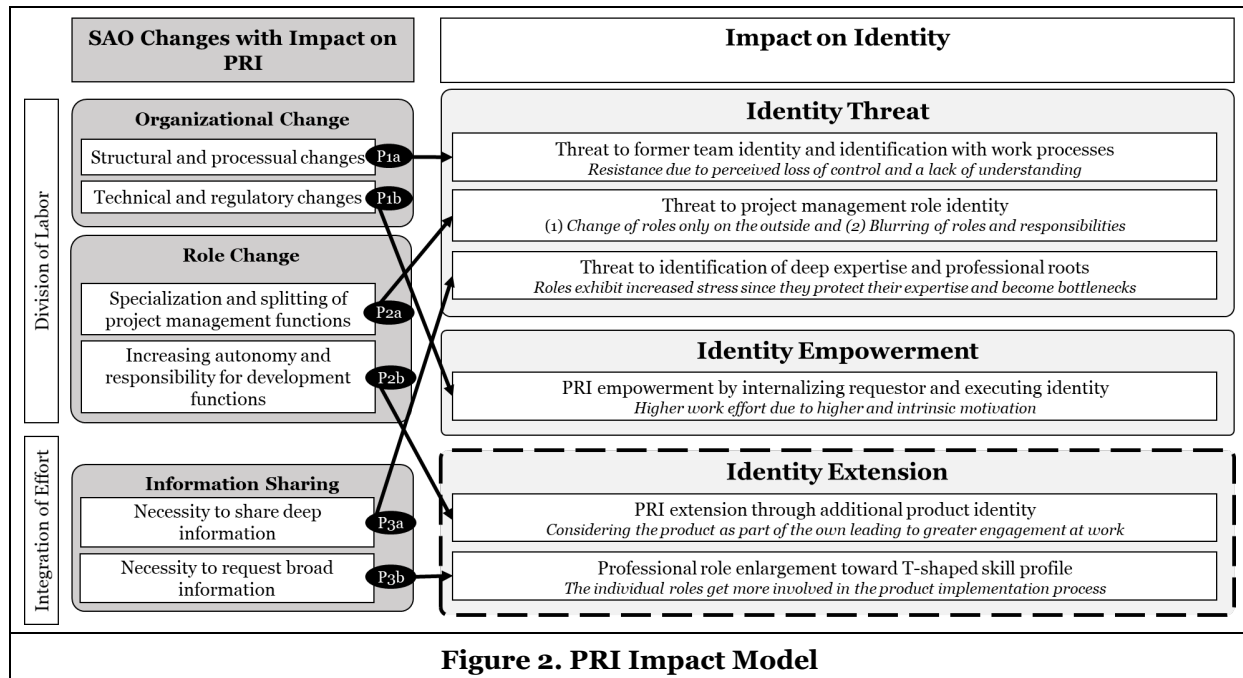 SAO Changes with Impact on
PRI
Impact on Identity
Division of Labor
Organizational Change
Structural and processual changes
P1a
Technical and regulatory changes
P1b
Role Change
Specialization and splitting of
project management functions
P2a
Increasing autonomy and
responsibility for development
functions
P2b
Integration of Effort
Information Sharing
Necessity to share deep
information
P3a
Necessity to request broad
information
P3b
Identity Threat
Threat to former team identity and identification with work processes
Resistance due to perceived loss of control and a lack of understanding
Threat to project management role identity
(1) Change of roles only on the outside and (2) Blurring of roles and responsibilities
Threat to identification of deep expertise and professional roots
Roles exhibit increased stress since they protect their expertise and become bottlenecks
Identity Empowerment
PRI empowerment by internalizing requestor and executing identity
Higher work effort due to higher and intrinsic motivation
Identity Extension
PRI extension through additional product identity
Considering the product as part of the own leading to greater engagement at work
Professional role enlargement toward T-shaped skill profile
The individual roles get more involved in the product implementation process
Figure 2. PRI Impact Model